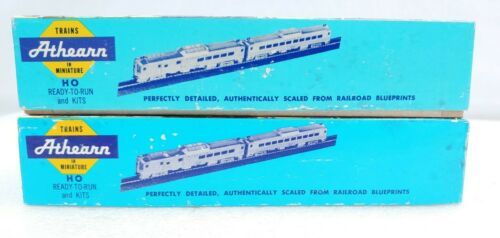 TRAINS
Athearn
IN
MINIATURE
HO
READY-TO-RUN
and KITS
PERFECTLY DETAILED, AUTHENTICALLY SCALED FROM RAILROAD BLUEPRINTS
TRAINS
Athearn
IN
MINIATURE
HO
READY-TO-RUN
and KITS
PERFECTLY DETAILED, AUTHENTICALLY SCALED FROM RAILROAD BLUEPRINTS